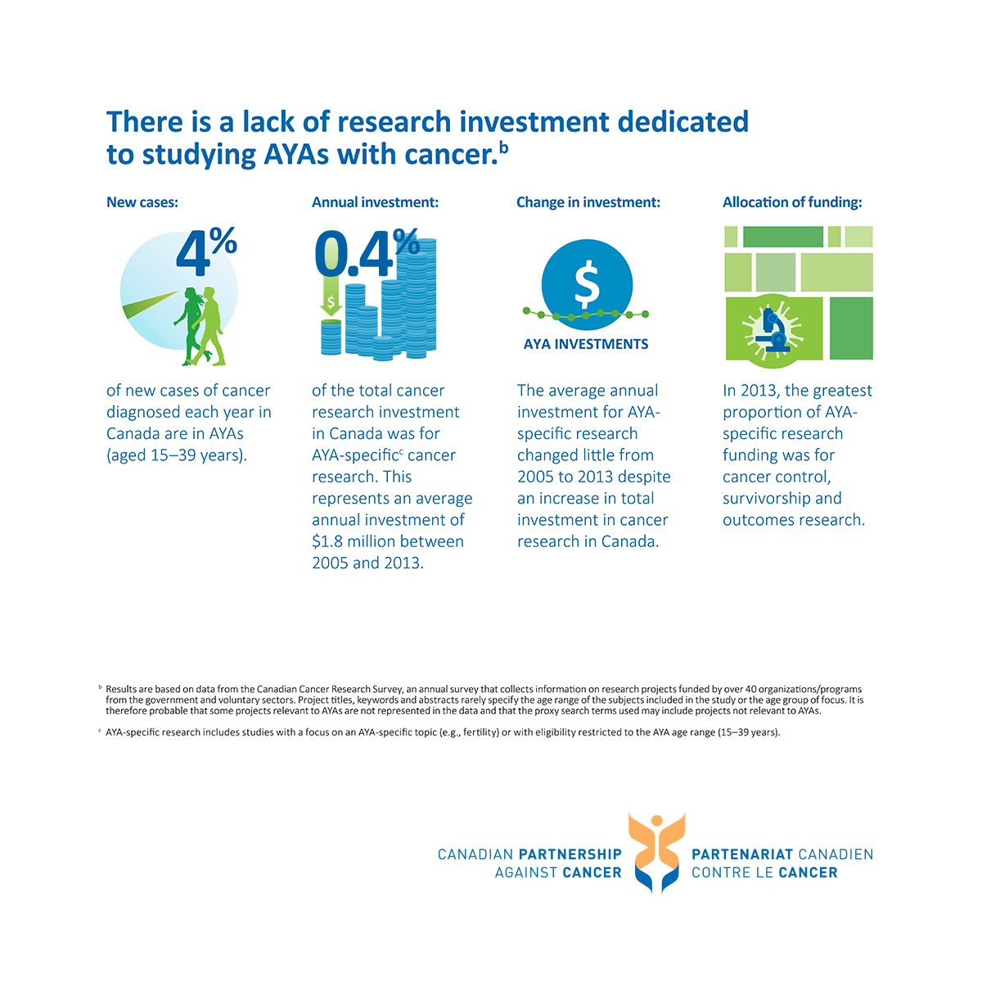 There is a lack of research investment dedicated
to studying AYAs with cancer.b
New cases:
4%
of new cases of cancer
diagnosed each year in
Canada are in AYAs
(aged 15–39 years).
Annual investment:
0.4%
$
of the total cancer
research investment
in Canada was for
AYA-specificc cancer
research. This
represents an average
annual investment of
$1.8 million between
2005 and 2013.
Change in investment:
$
AYA INVESTMENTS
The average annual
investment for AYA-
specific research
changed little from
2005 to 2013 despite
an increase in total
investment in cancer
research in Canada.
Allocation of funding:
In 2013, the greatest
proportion of AYA-
specific research
funding was for
cancer control,
survivorship and
outcomes research.
b Results are based on data from the Canadian Cancer Research Survey, an annual survey that collects information on research projects funded by over 40 organizations/programs
from the government and voluntary sectors. Project titles, keywords and abstracts rarely specify the age range of the subjects included in the study or the age group of focus. It is
therefore probable that some projects relevant to AYAs are not represented in the data and that the proxy search terms used may include projects not relevant to AYAs.
c AYA-specific research includes studies with a focus on an AYA-specific topic (e.g., fertility) or with eligibility restricted to the AYA age range (15–39 years).
CANADIAN PARTNERSHIP
AGAINST CANCER
PARTENARIAT CANADIEN
CONTRE LE CANCER